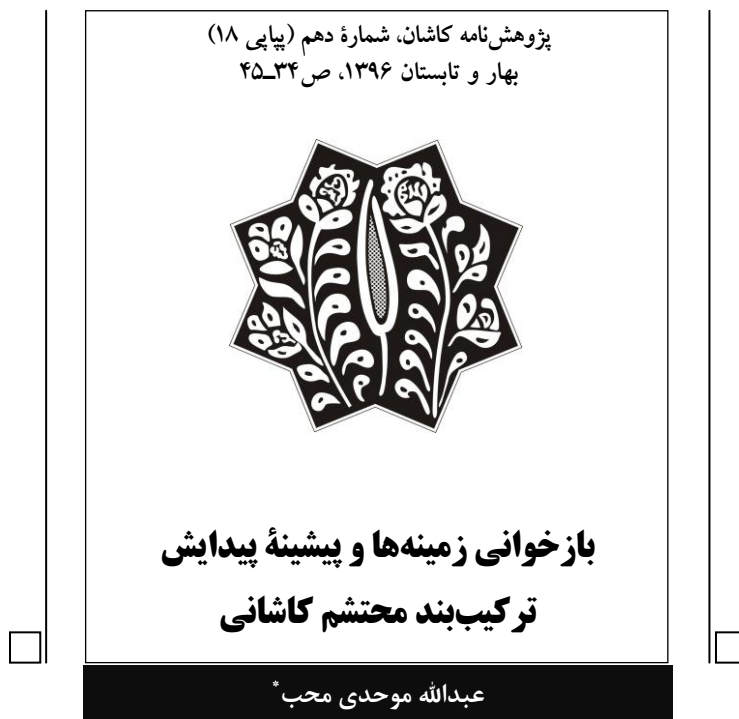 پژوهش‌نامه کاشان، شمارهٔ دهم (پیاپی ۱۸)
بهار و تابستان ۱۳۹۶، ص۳۴ـ۴۵
بازخوانی زمینه‌ها و پیشینهٔ پیدایش
ترکیب‌بند محتشم کاشانی
عبدالله موحدی محب*